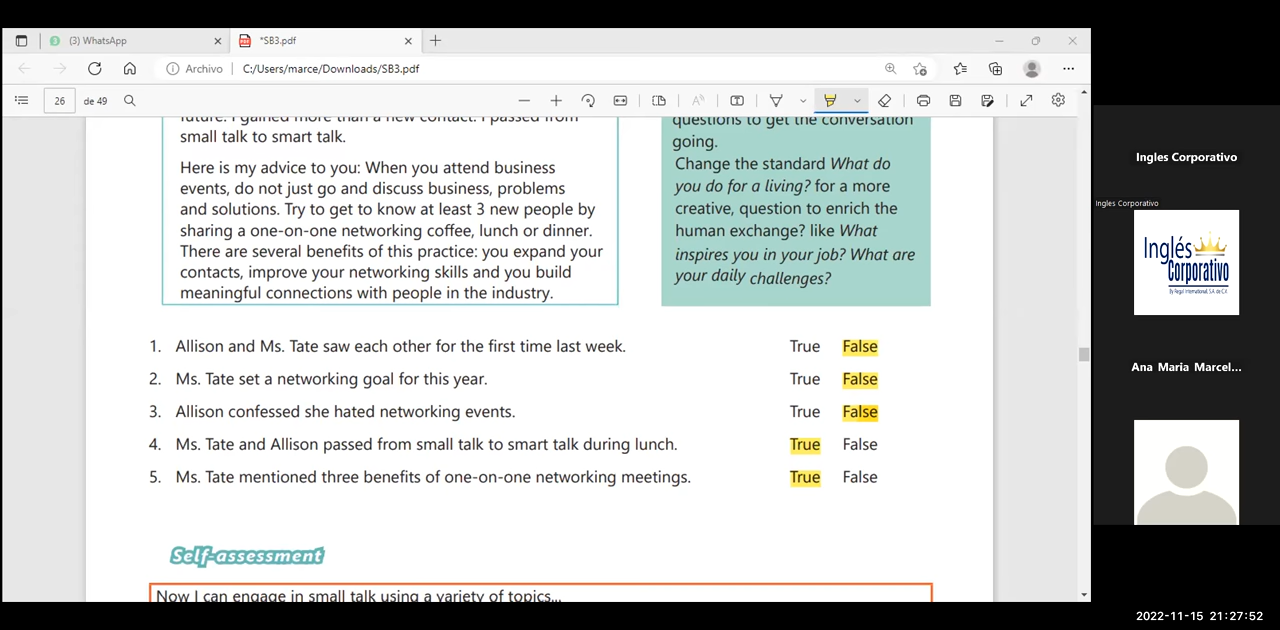 (3) WhatsApp
*SB3.pdf
Archivo
C:/Users/marce/Downloads/SB3.pdf
26 de 49
future. I gained more than a new contact. I passed from
small talk to smart talk.
Here is my advice to you: When you attend business
events, do not just go and discuss business, problems
and solutions. Try to get to know at least 3 new people by
sharing a one-on-one networking coffee, lunch or dinner.
There are several benefits of this practice: you expand your
contacts, improve your networking skills and you build
meaningful connections with people in the industry.
questions to get the conversation
going.
Change the standard What do
you do for a living? for a more
creative, question to enrich the
human exchange? like What
inspires you in your job? What are
your daily challenges?
1. Allison and Ms. Tate saw each other for the first time last week. True False
2. Ms. Tate set a networking goal for this year. True False
3. Allison confessed she hated networking events. True False
4. Ms. Tate and Allison passed from small talk to smart talk during lunch. True False
5. Ms. Tate mentioned three benefits of one-on-one networking meetings. True False
Self-assessment
Now I can engage in small talk using a variety of topics...
Ingles Corporativo
Ingles Corporativo
Inglés
Corporativo
Ana Maria Marcel...
2022-11-15 21:27:52